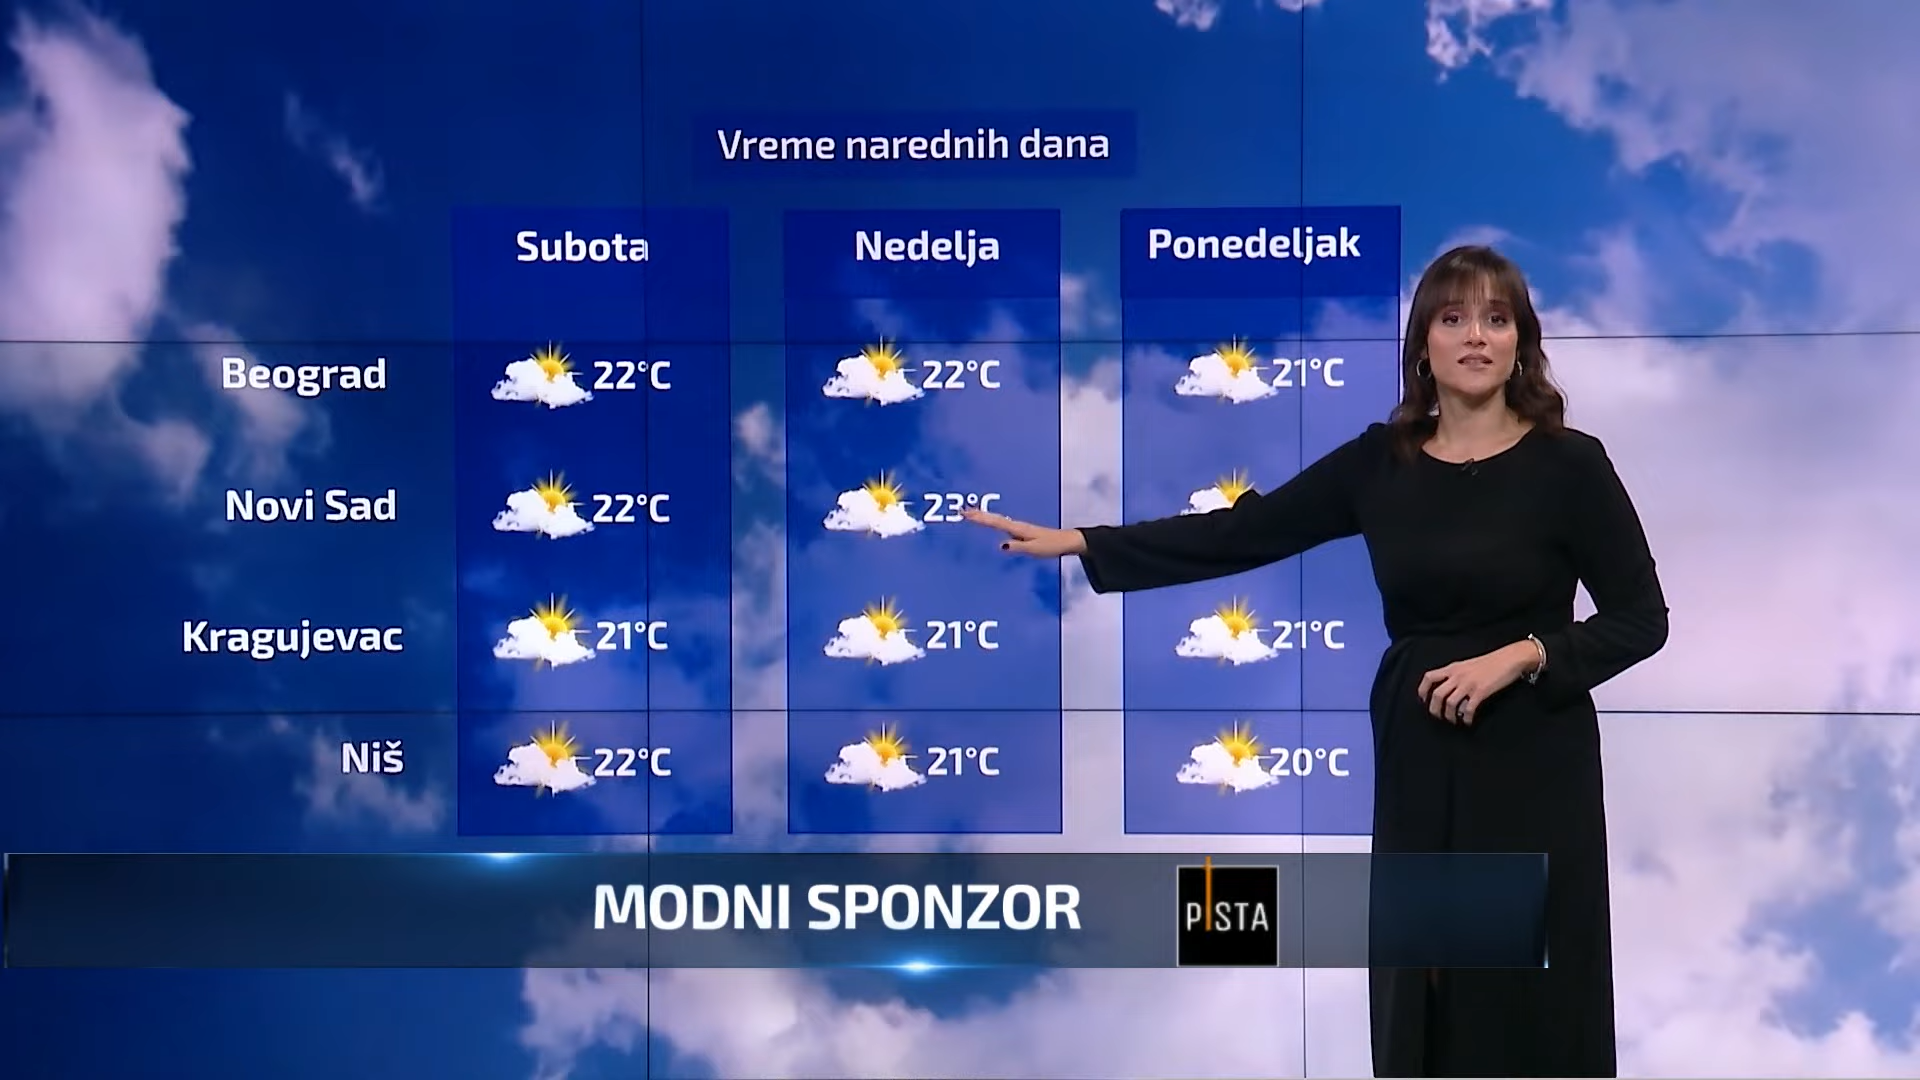 Vreme narednih dana
Subota Nedelja Ponedeljak
Beograd 22°C 22°C 21°C
Novi Sad 22°C 23°C
Kragujevac 21°C 21°C 21°C
Niš 22°C 21°C 20°C
MODNI SPONZOR PISTA